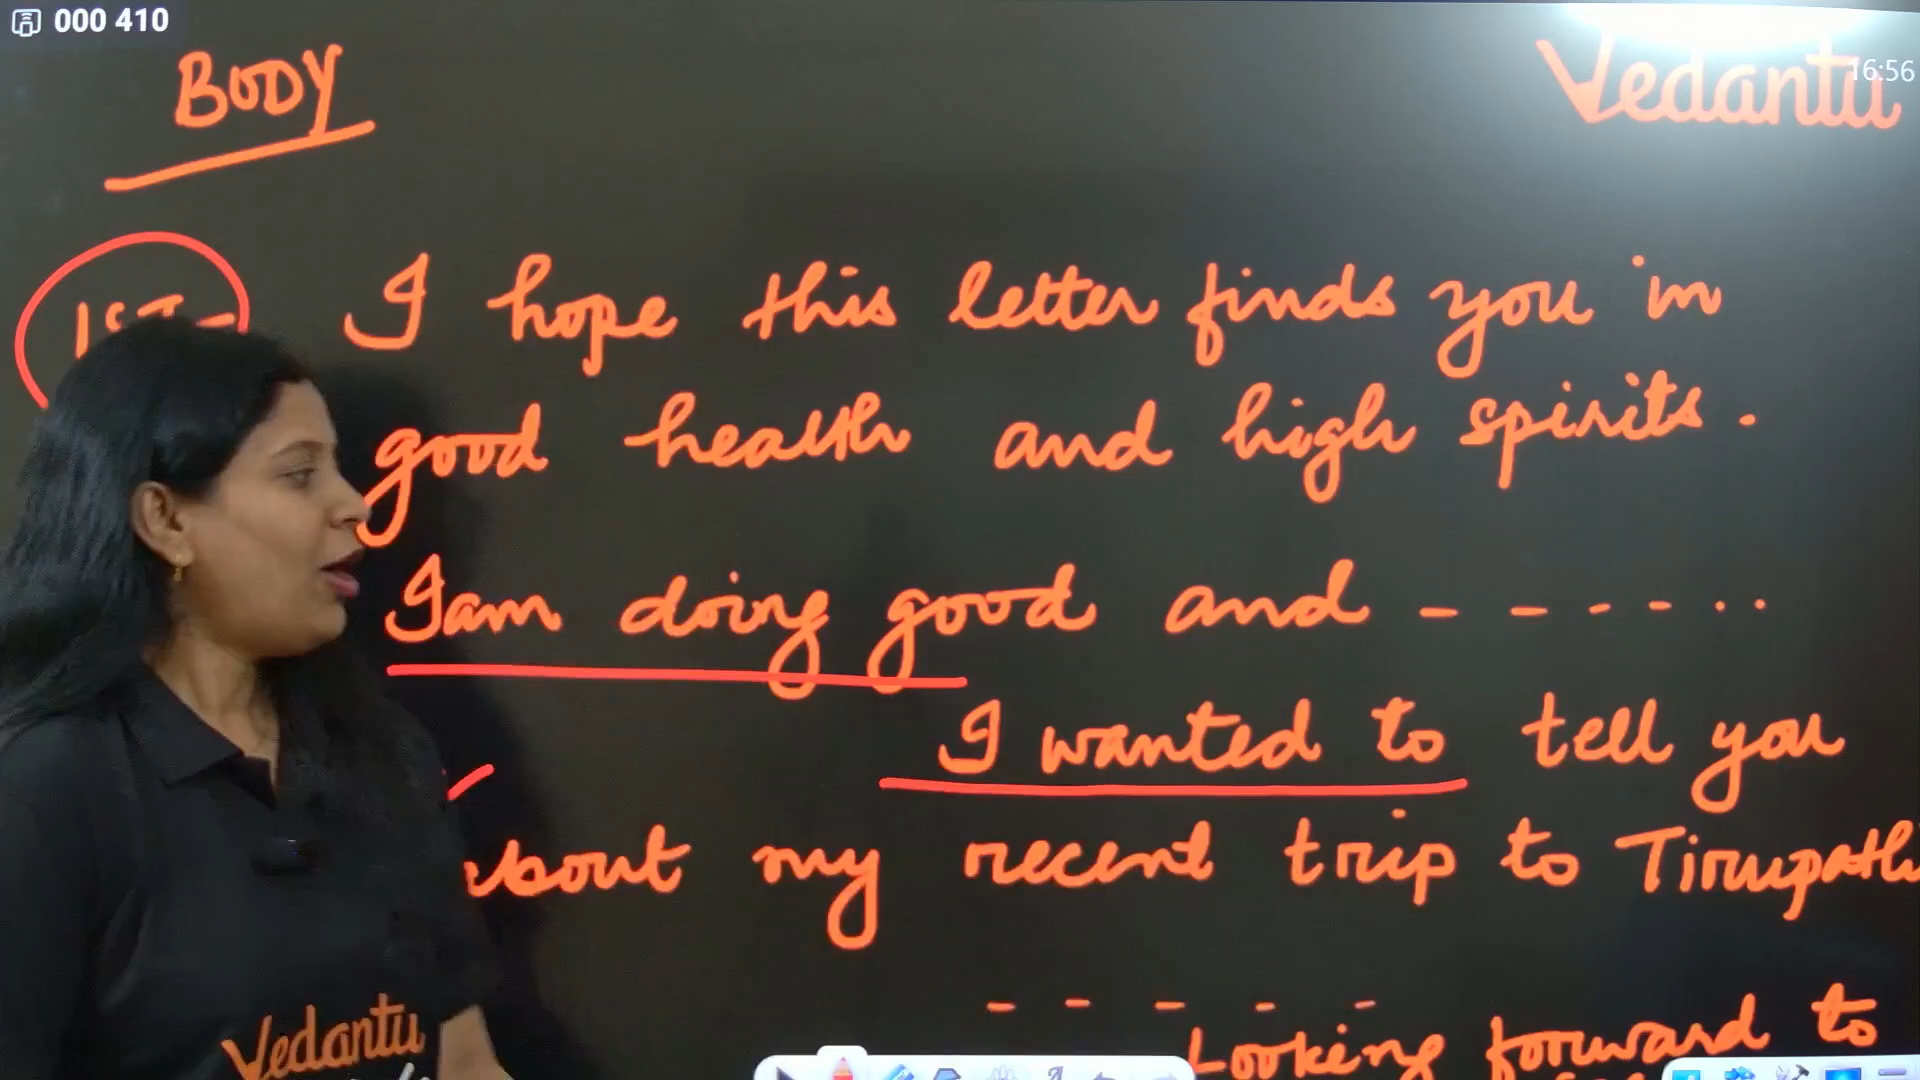 000 410
BODY
Vedantu
16:56
1ST
I hope this letter finds you in
good health and high spirits.
I am doing good and - - - - - . .
I wanted to tell you
about my recent trip to Tirupathi
- - - - -
Looking forward to
Vedantu